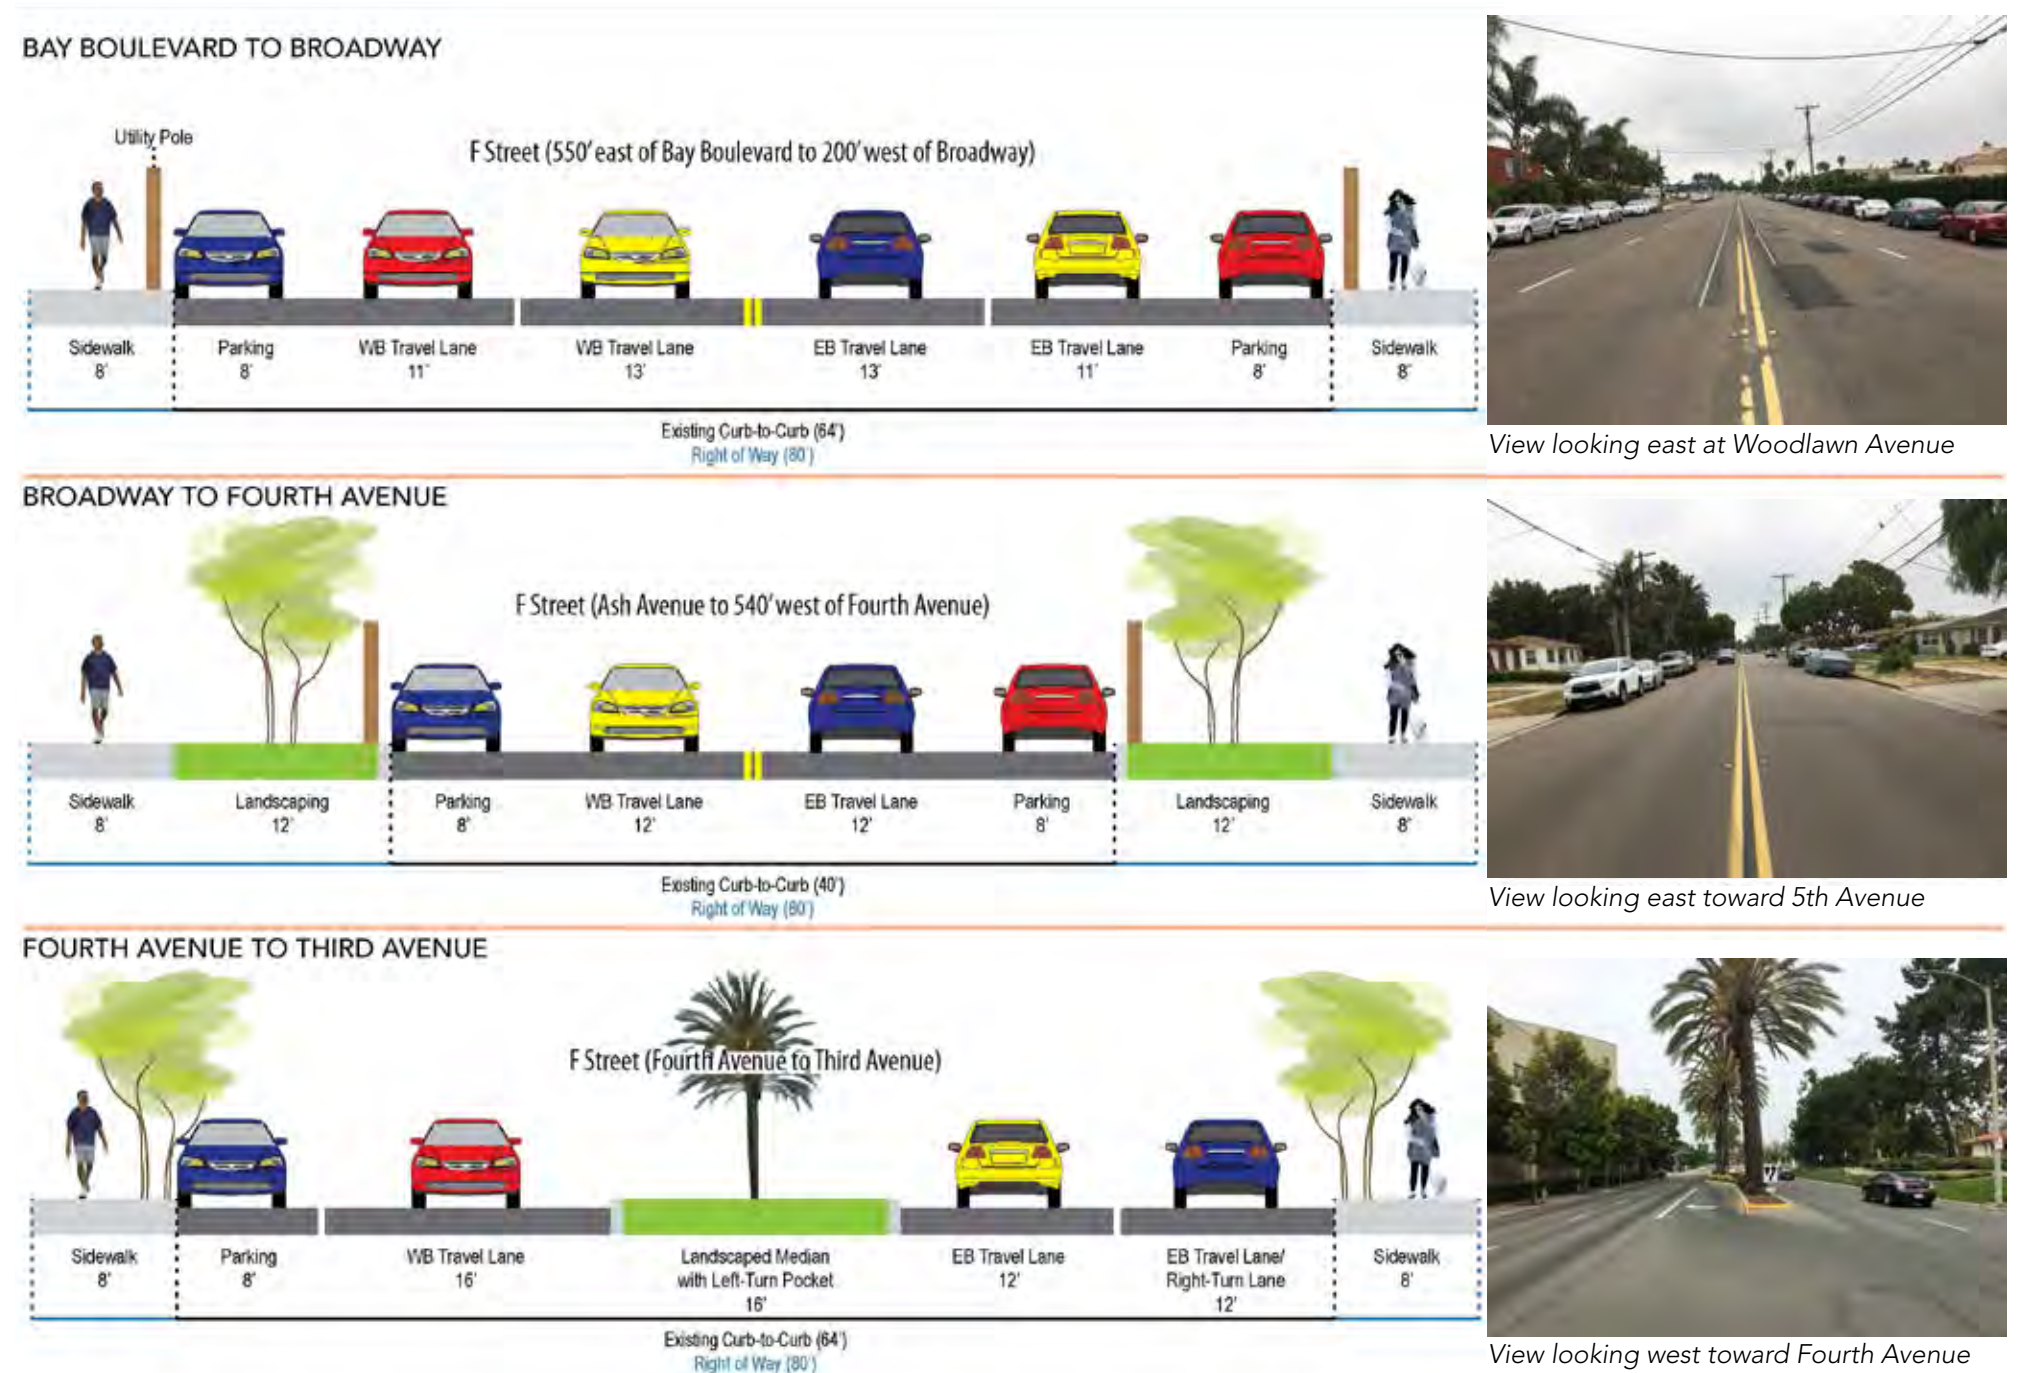 BAY BOULEVARD TO BROADWAY
Utility Pole
F Street (550' east of Bay Boulevard to 200' west of Broadway)
Sidewalk
8'
Parking
8'
WB Travel Lane
11'
WB Travel Lane
13'
EB Travel Lane
13'
EB Travel Lane
11'
Parking
8'
Sidewalk
8'
Existing Curb-to-Curb (64')
Right of Way (80')
View looking east at Woodlawn Avenue
BROADWAY TO FOURTH AVENUE
F Street (Ash Avenue to 540' west of Fourth Avenue)
Sidewalk
8'
Landscaping
12'
Parking
8'
WB Travel Lane
12'
EB Travel Lane
12'
Parking
8'
Landscaping
12'
Sidewalk
8'
Existing Curb-to-Curb (40')
Right of Way (80')
View looking east toward 5th Avenue
FOURTH AVENUE TO THIRD AVENUE
F Street (Fourth Avenue to Third Avenue)
Sidewalk
8'
Parking
8'
WB Travel Lane
16'
Landscaped Median
with Left-Turn Pocket
16'
EB Travel Lane
12'
EB Travel Lane/
Right-Turn Lane
12'
Sidewalk
8'
Existing Curb-to-Curb (64')
Right of Way (80')
View looking west toward Fourth Avenue